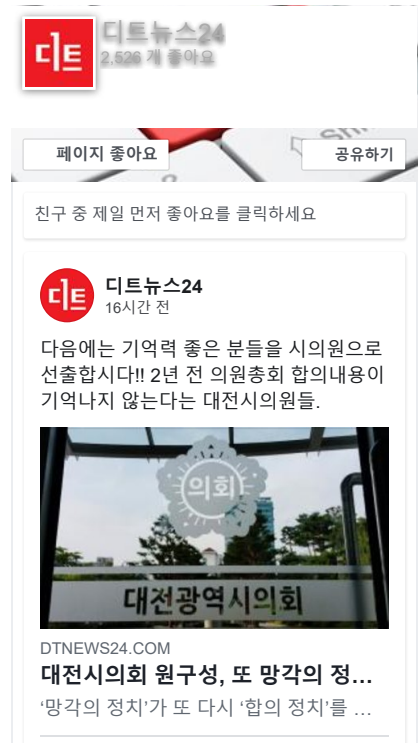 디트
디트뉴스24
2,526 개 좋아요
페이지 좋아요
공유하기
친구 중 제일 먼저 좋아요를 클릭하세요
디트
디트뉴스24
16시간 전
다음에는 기억력 좋은 분들을 시의원으로
선출합시다!! 2년 전 의원총회 합의내용이
기억나지 않는다는 대전시의원들.
의회
대전광역시의회
DTNEWS24.COM
대전시의회 원구성, 또 망각의 정...
‘망각의 정치’가 또 다시 ‘합의 정치’를 ...